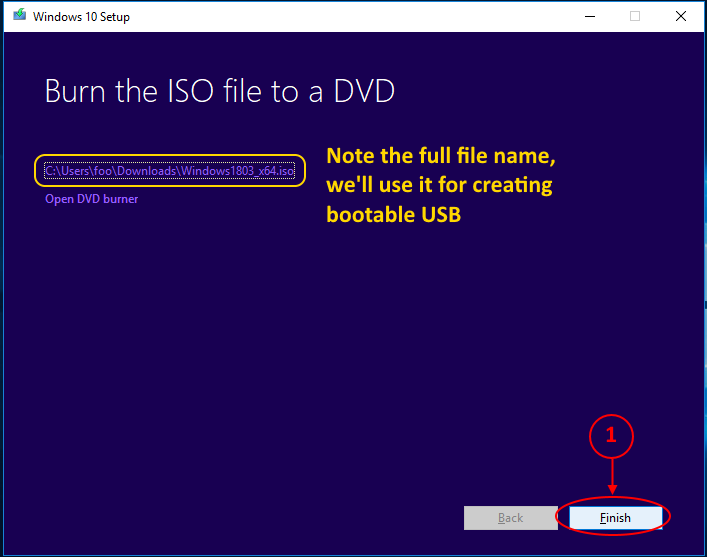 Windows 10 Setup
Burn the ISO file to a DVD
C:\Users\foo\Downloads\Windows1803_x64.iso
Open DVD burner
Note the full file name,
we'll use it for creating
bootable USB
1
Back
Finish